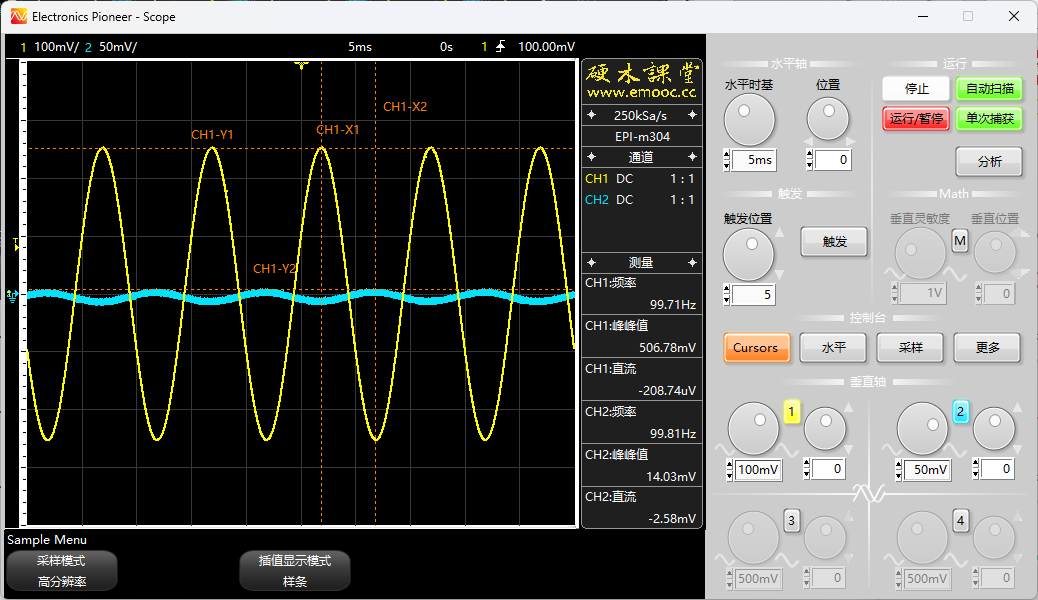 Electronics Pioneer - Scope
1 100mV/ 2 50mV/ 5ms 0s 1 100.00mV
CH1-X2
CH1-Y1
CH1-X1
CH1-Y2
T
硬木課堂
www.emooc.cc
250kSa/s
EPI-m304
通道
CH1 DC 1 : 1
CH2 DC 1 : 1
测量
CH1:频率
99.71Hz
CH1:峰峰值
506.78mV
CH1:直流
-208.74uV
CH2:频率
99.81Hz
CH2:峰峰值
14.03mV
CH2:直流
-2.58mV
Sample Menu
采样模式
高分辨率
插值显示模式
样条
水平轴
水平时基 位置
5ms 0
运行
停止 自动扫描
运行/暂停 单次捕获
分析
触发
触发位置
触发
5
Math
垂直灵敏度 垂直位置
M
1V 0
控制台
Cursors 水平 采样 更多
垂直轴
1 2
100mV 0 50mV 0
3 4
500mV 0 500mV 0